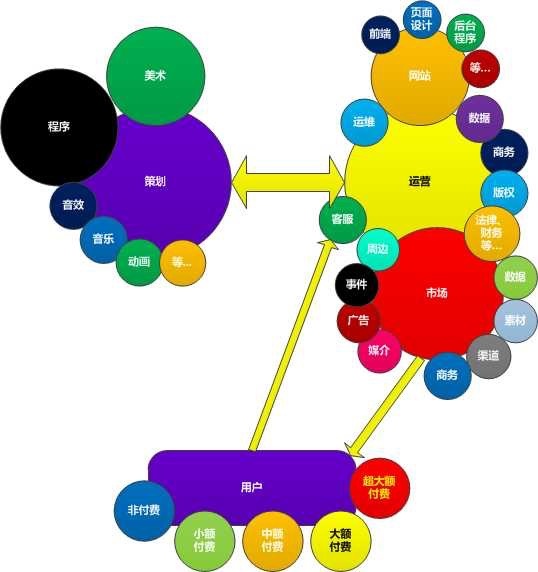 美术
程序
策划
音效
音乐
动画
等...
前端
页面
设计
后台
程序
网站
等...
运维
数据
商务
运营
版权
客服
法律、
财务
等...
周边
事件
市场
数据
广告
素材
媒介
渠道
商务
用户
非付费
小额
付费
中额
付费
大额
付费
超大额
付费